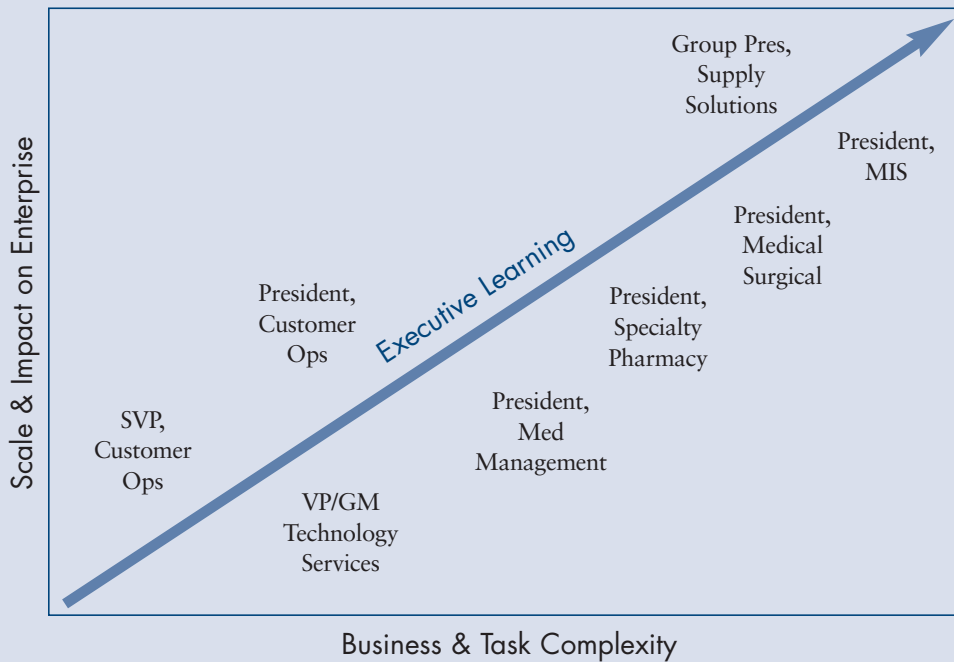 Group Pres,
Supply
Solutions
President,
MIS
President,
Medical
Surgical
Executive Learning
President,
Customer
Ops
President,
Specialty
Pharmacy
President,
Med
Management
SVP,
Customer
Ops
VP/GM
Technology
Services
Scale & Impact on Enterprise
Business & Task Complexity